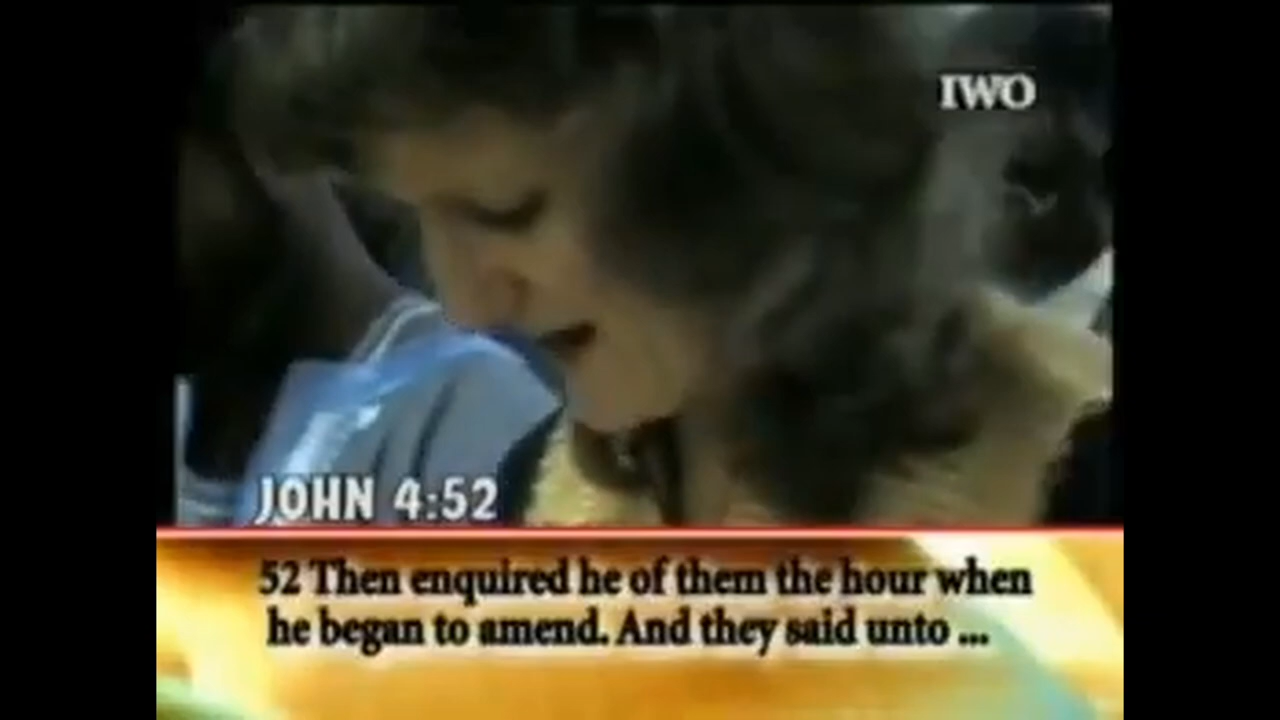 IWO
JOHN 4:52
52 Then enquired he of them the hour when
he began to amend. And they said unto ...